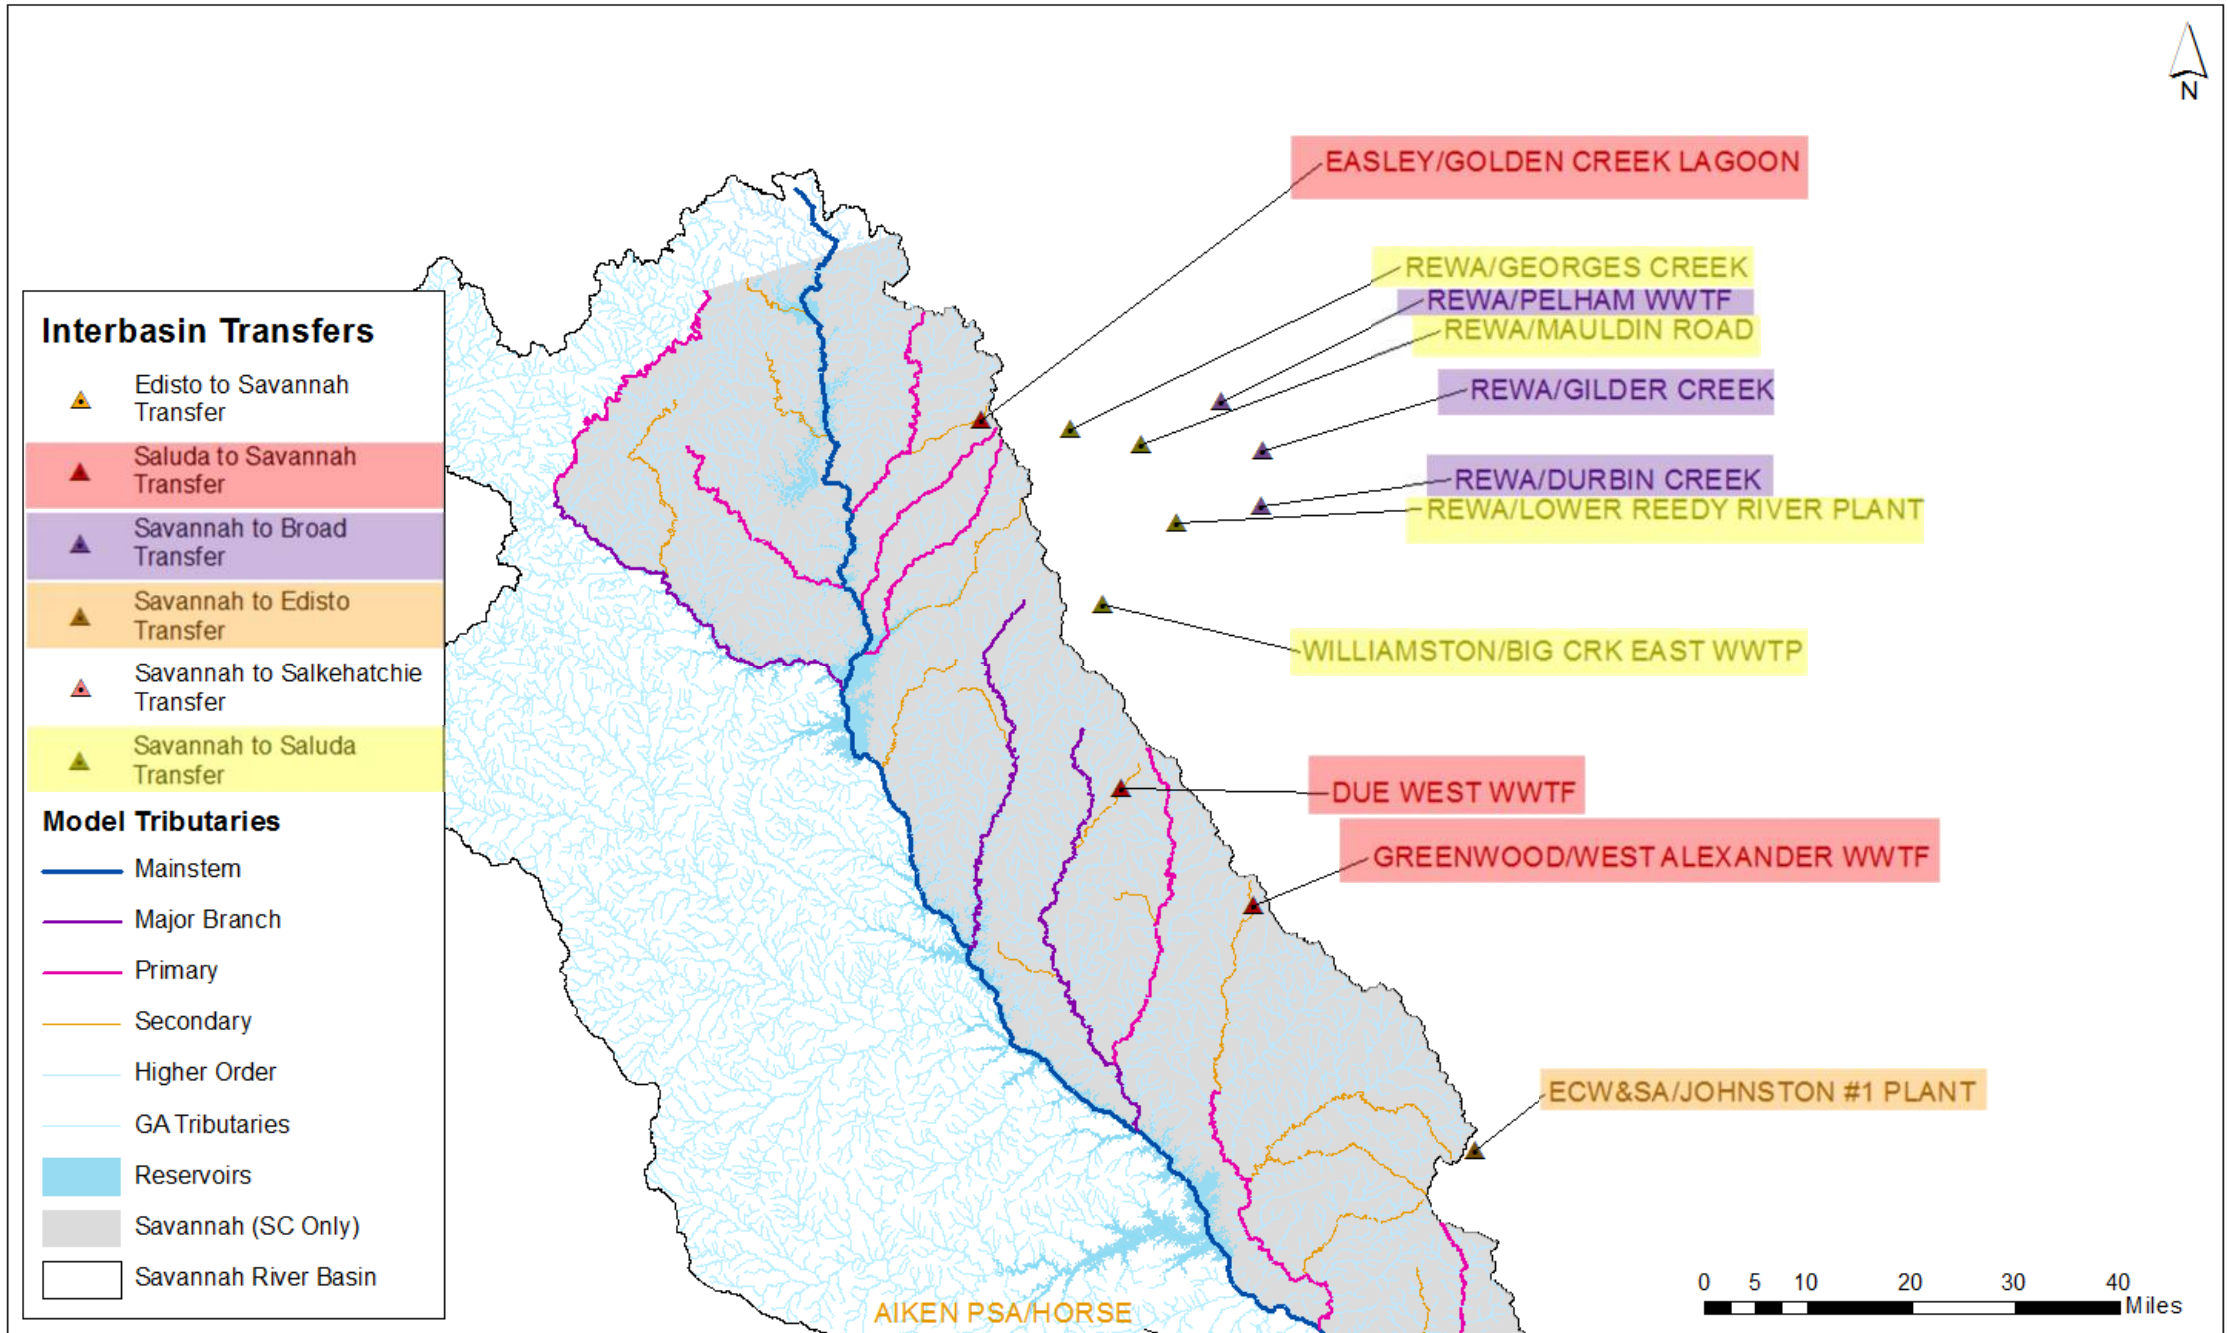 N
EASLEY/GOLDEN CREEK LAGOON
REWA/GEORGES CREEK
REWA/PELHAM WWTF
REWA/MAULDIN ROAD
REWA/GILDER CREEK
REWA/DURBIN CREEK
REWA/LOWER REEDY RIVER PLANT
WILLIAMSTON/BIG CRK EAST WWTP
DUE WEST WWTF
GREENWOOD/WEST ALEXANDER WWTF
ECW&SA/JOHNSTON #1 PLANT
AIKEN PSA/HORSE
Interbasin Transfers
Edisto to Savannah
Transfer
Saluda to Savannah
Transfer
Savannah to Broad
Transfer
Savannah to Edisto
Transfer
Savannah to Salkehatchie
Transfer
Savannah to Saluda
Transfer
Model Tributaries
Mainstem
Major Branch
Primary
Secondary
Higher Order
GA Tributaries
Reservoirs
Savannah (SC Only)
Savannah River Basin
0 5 10 20 30 40
Miles